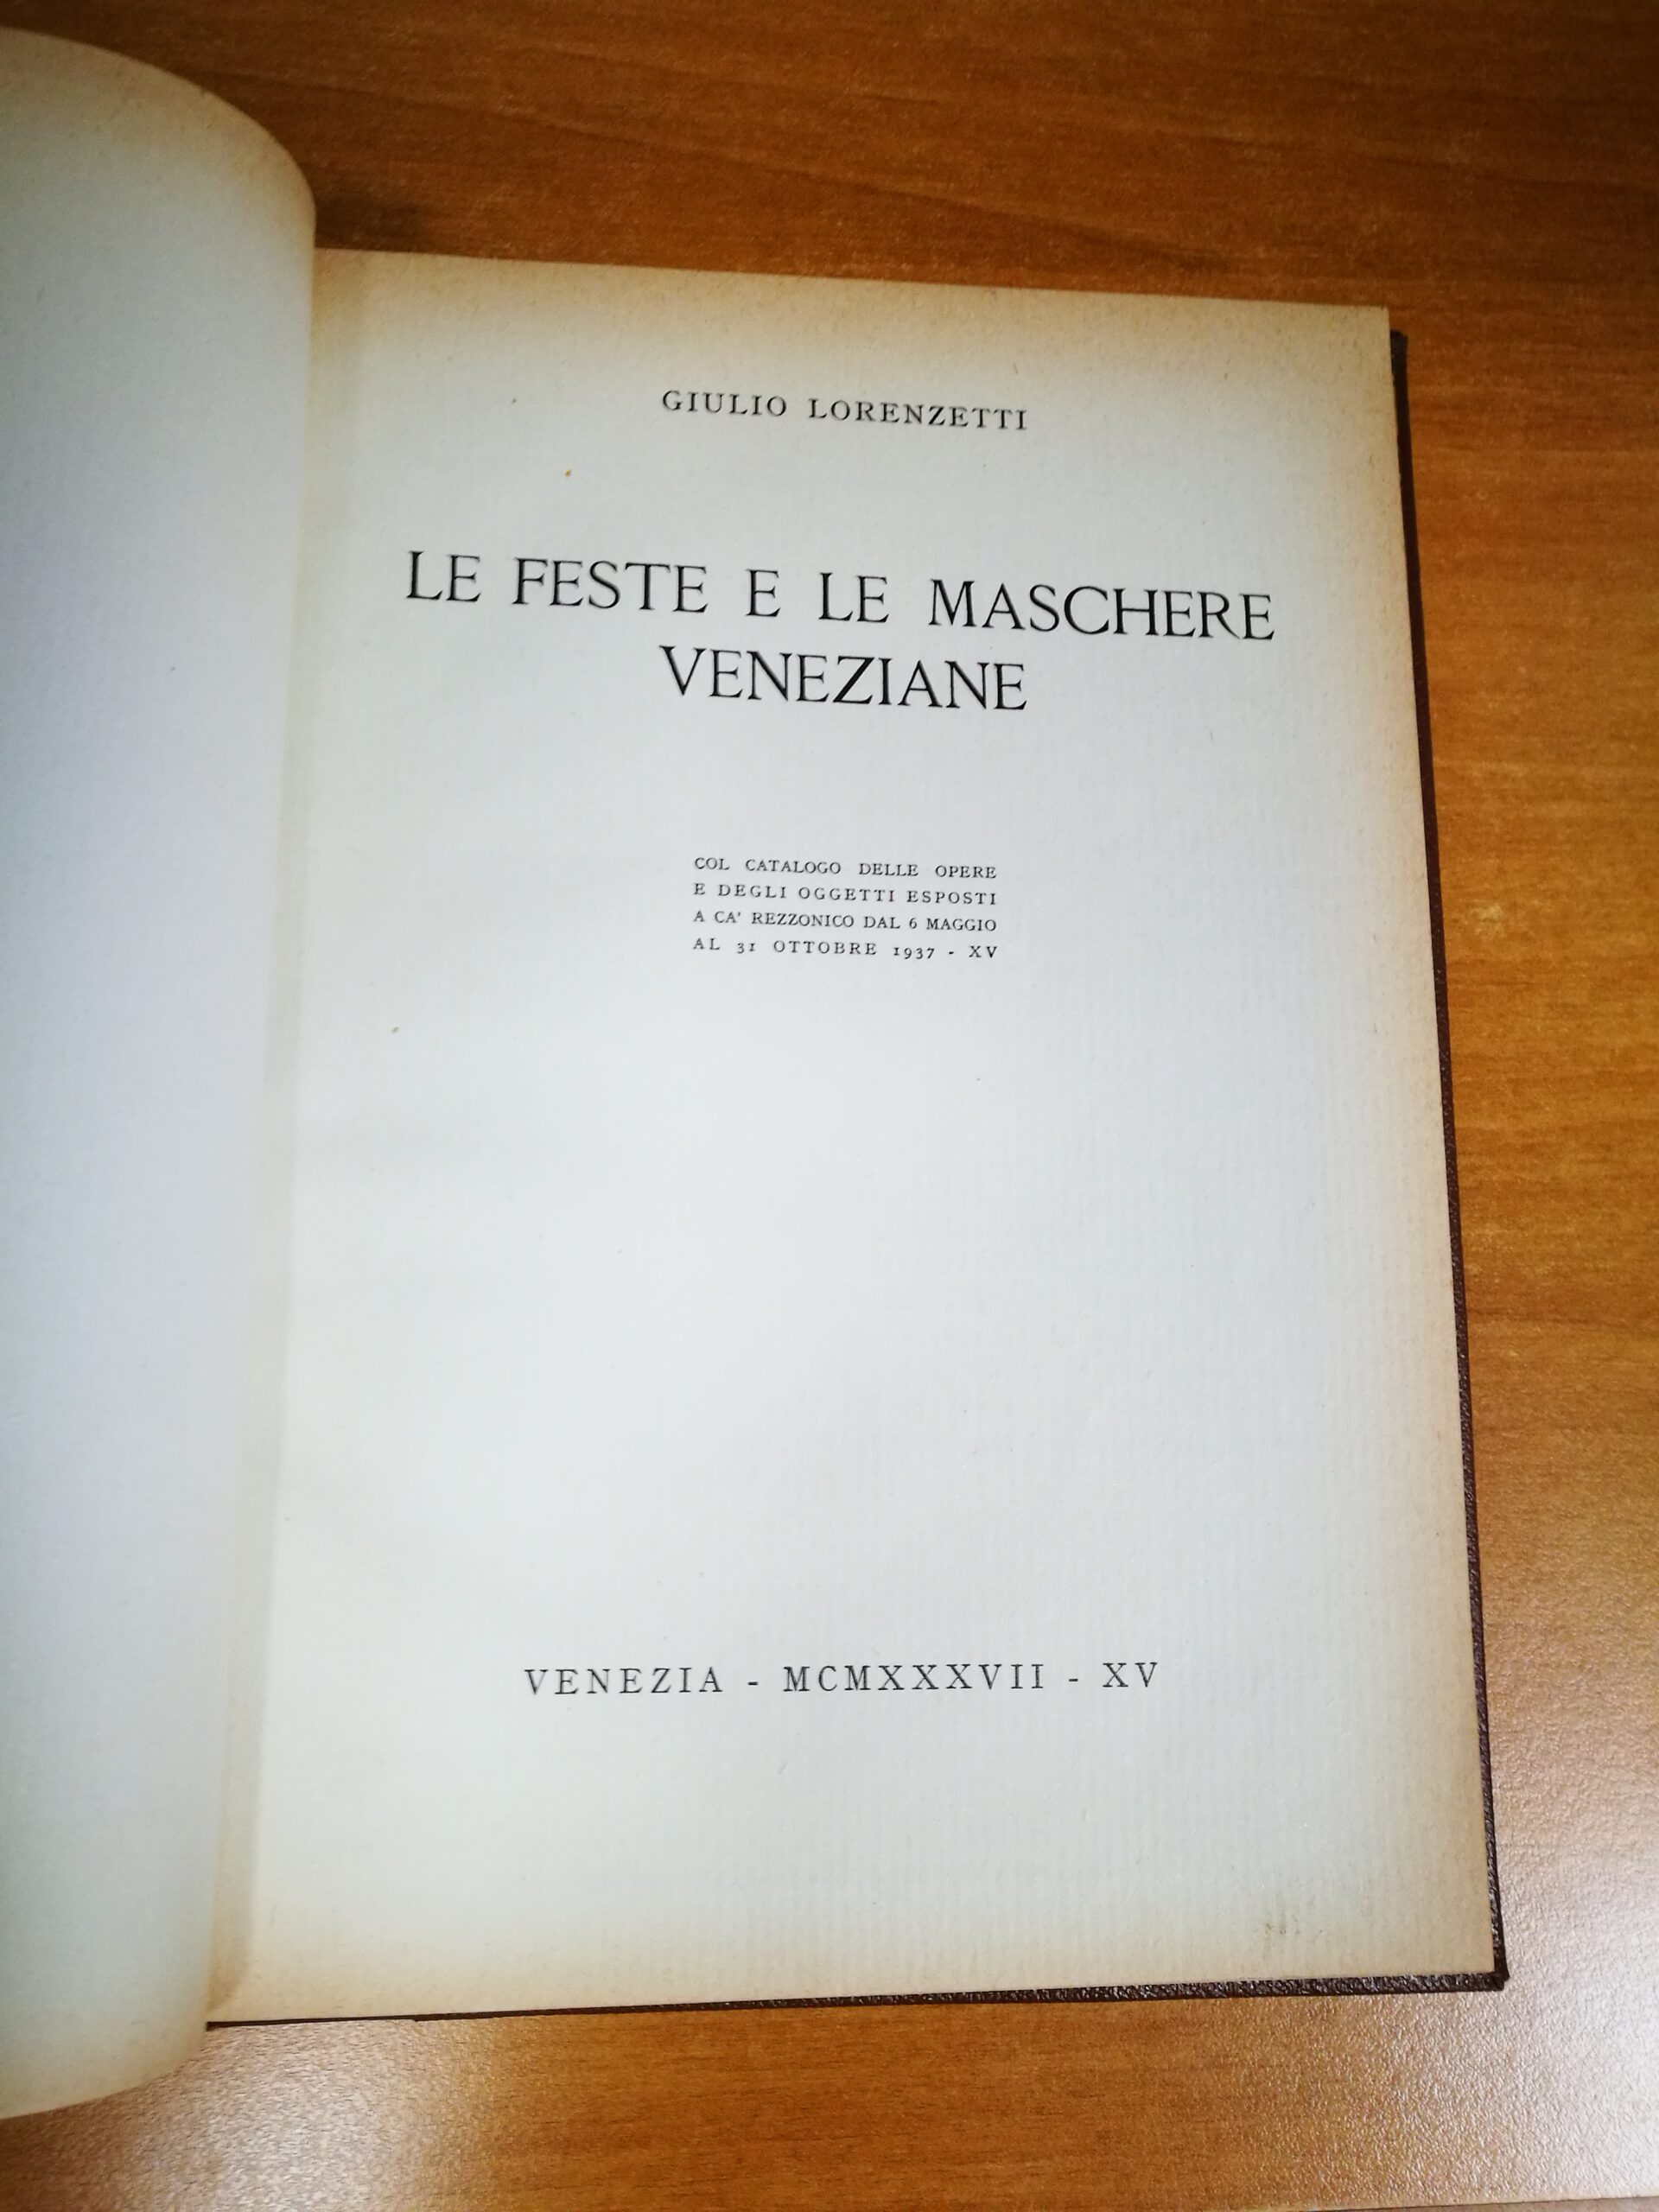 GIULIO LORENZETTI
LE FESTE E LE MASCHERE
VENEZIANE
COL CATALOGO DELLE OPERE
E DEGLI OGGETTI ESPOSTI
A CA' REZZONICO DAL 6 MAGGIO
AL 31 OTTOBRE 1937 - XV
VENEZIA - MCMXXXVII - XV